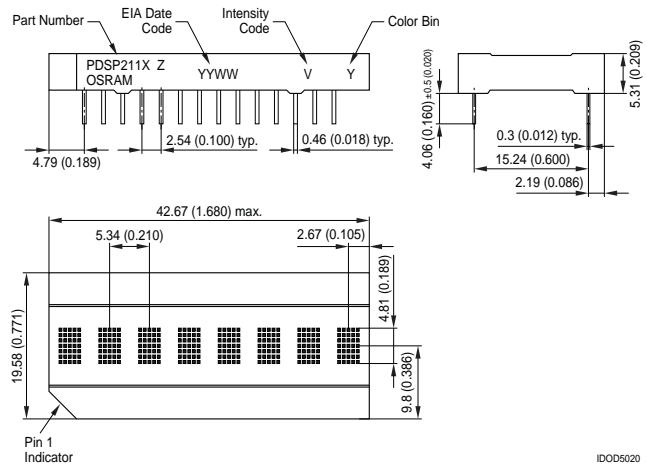 Part Number
EIA Date
Code
Intensity
Code
Color Bin
PDSP211X Z
OSRAM
YYWW
V
Y
4.79 (0.189)
2.54 (0.100) typ.
0.46 (0.018) typ.
4.06 (0.160) ±0.5 (0.020)
5.31 (0.209)
0.3 (0.012) typ.
15.24 (0.600)
2.19 (0.086)
42.67 (1.680) max.
5.34 (0.210)
2.67 (0.105)
4.81 (0.189)
19.58 (0.771)
9.8 (0.386)
Pin 1
Indicator
IDOD5020